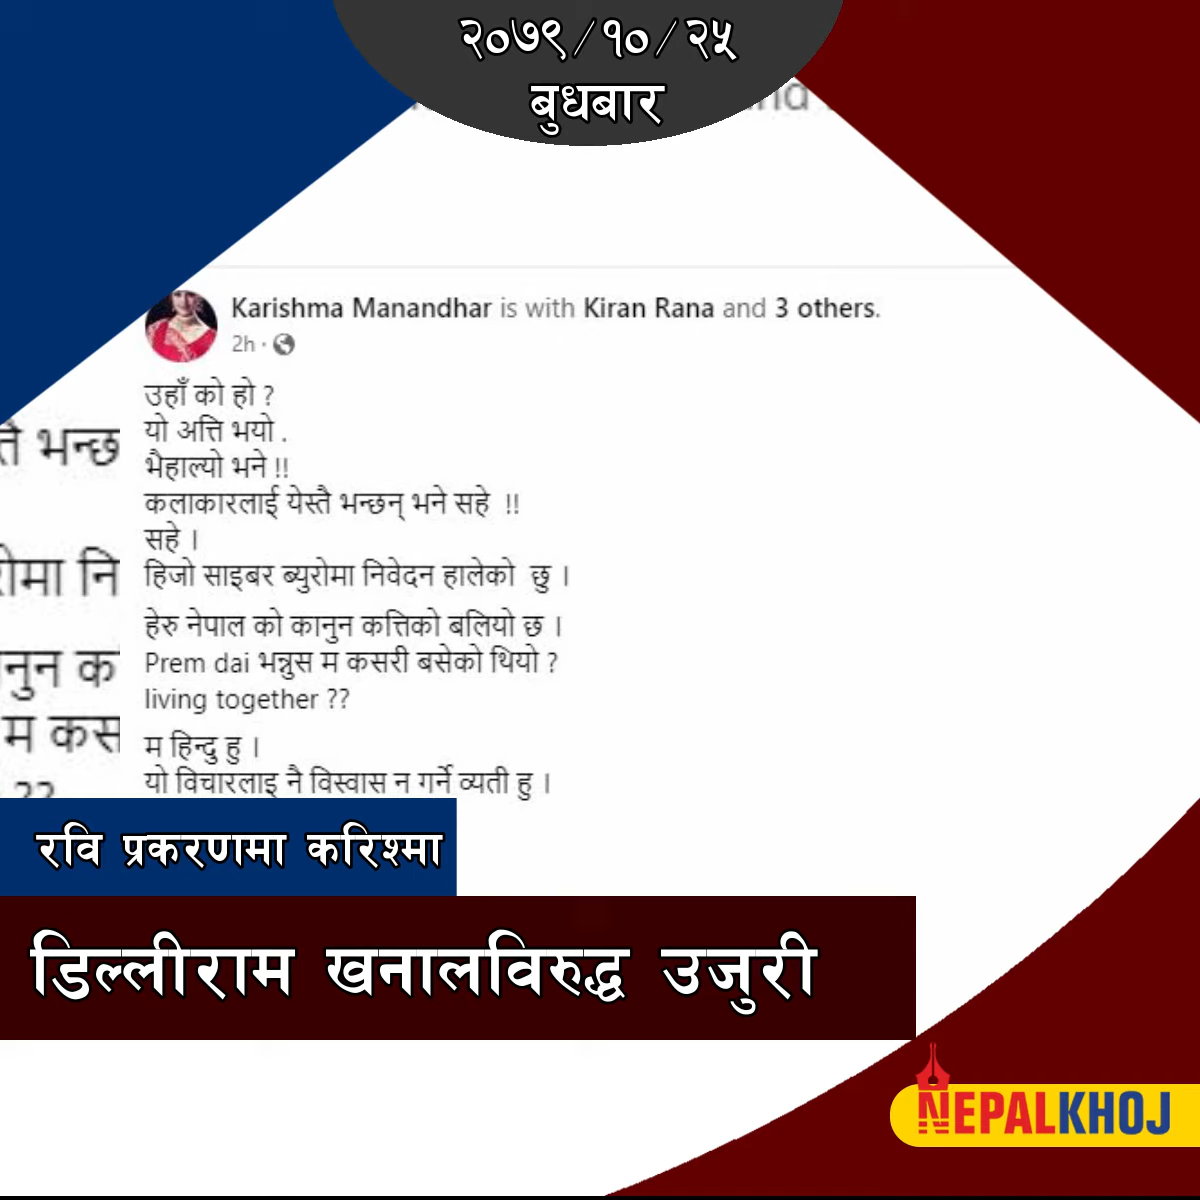 २०७९/१०/२५
बुधबार
Karishma Manandhar is with Kiran Rana and 3 others.
2h ·
उहाँ को हो ?
यो अत्ति भयो .
भैहाल्यो भने !!
कलाकारलाई येस्तै भन्छन् भने सहे !!
सहे ।
हिजो साइबर ब्युरोमा निवेदन हालेको छु ।
हेरु नेपाल को कानुन कत्तिको बलियो छ ।
Prem dai भन्नुस म कसरी बसेको थियो ?
living together ??
म हिन्दु हु ।
यो विचारलाइ नै विस्वास न गर्ने व्यती हु ।
तै भन्छ
रोमा नि
नुन क
म कस
रवि प्रकरणमा करिश्मा
डिल्लीराम खनालविरुद्ध उजुरी
NEPALKHOJ